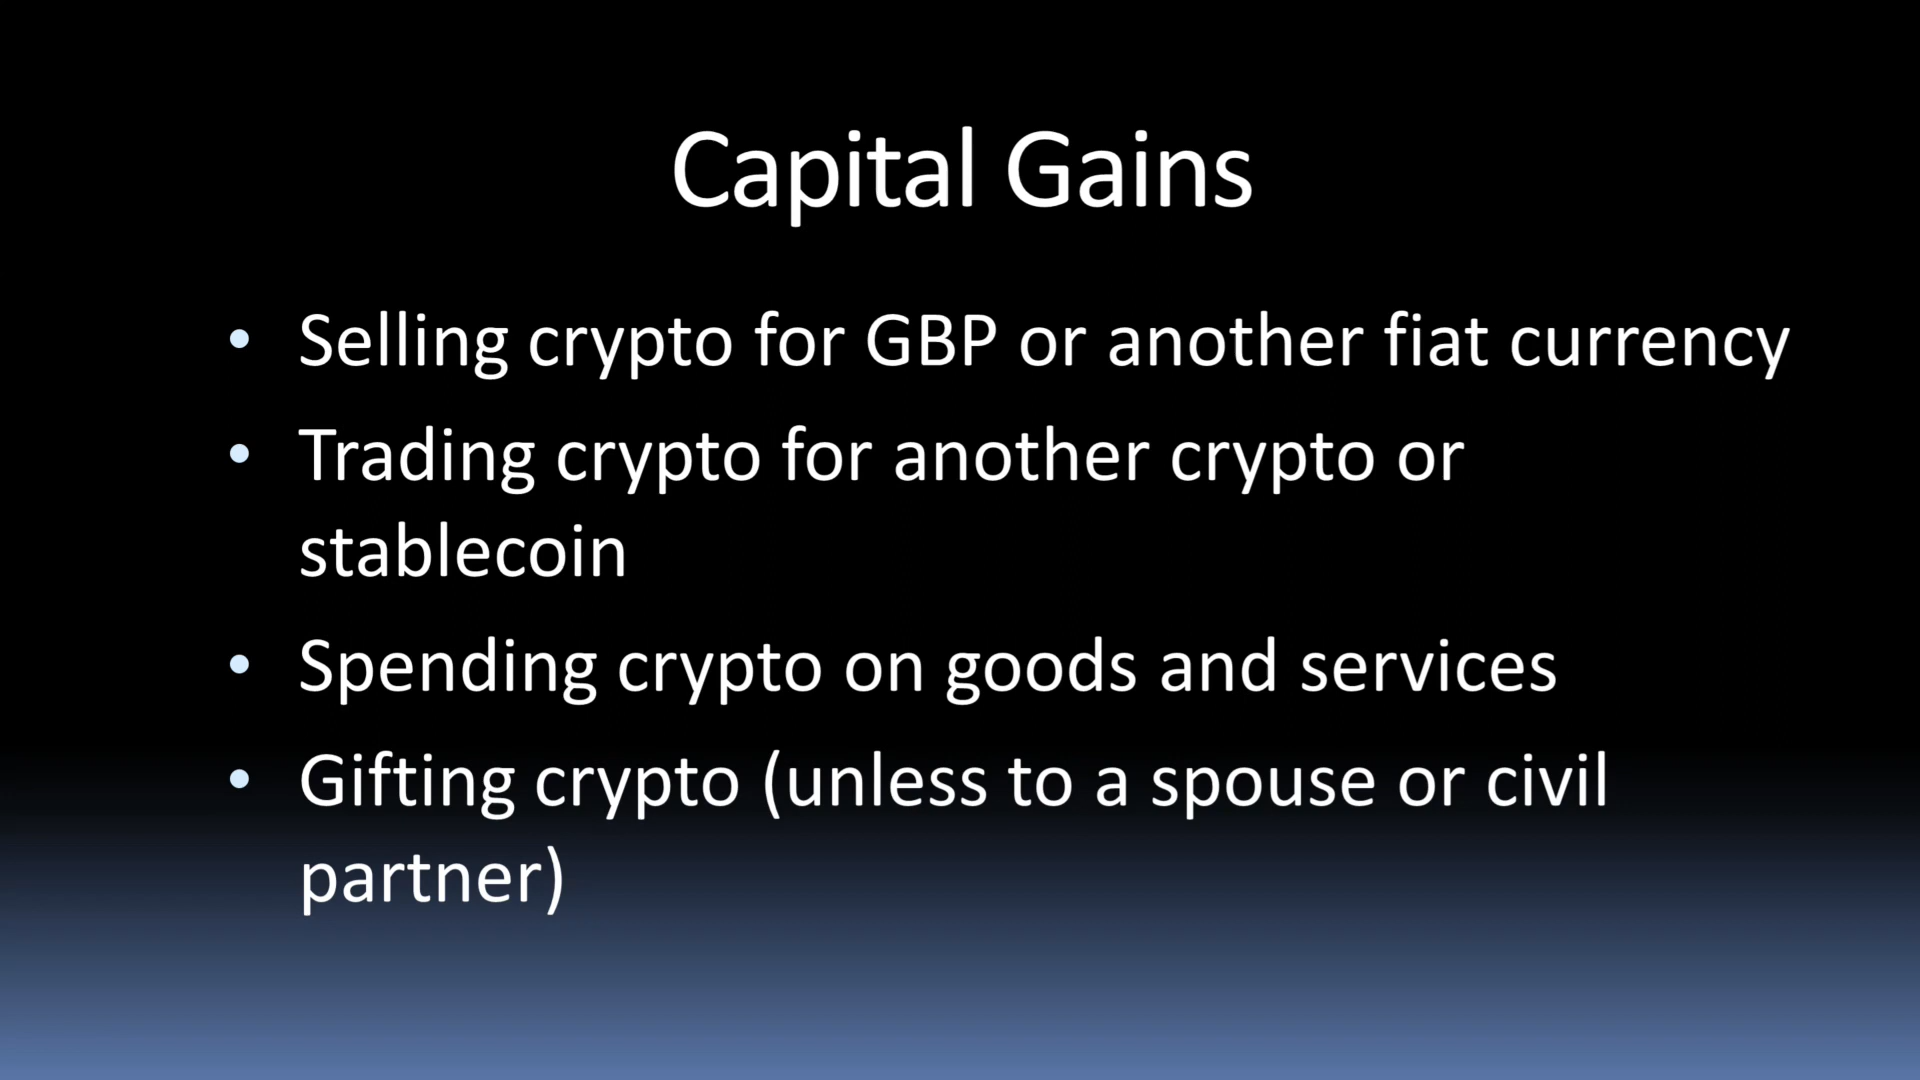 Capital Gains
• Selling crypto for GBP or another fiat currency
• Trading crypto for another crypto or
stablecoin
• Spending crypto on goods and services
• Gifting crypto (unless to a spouse or civil
partner)